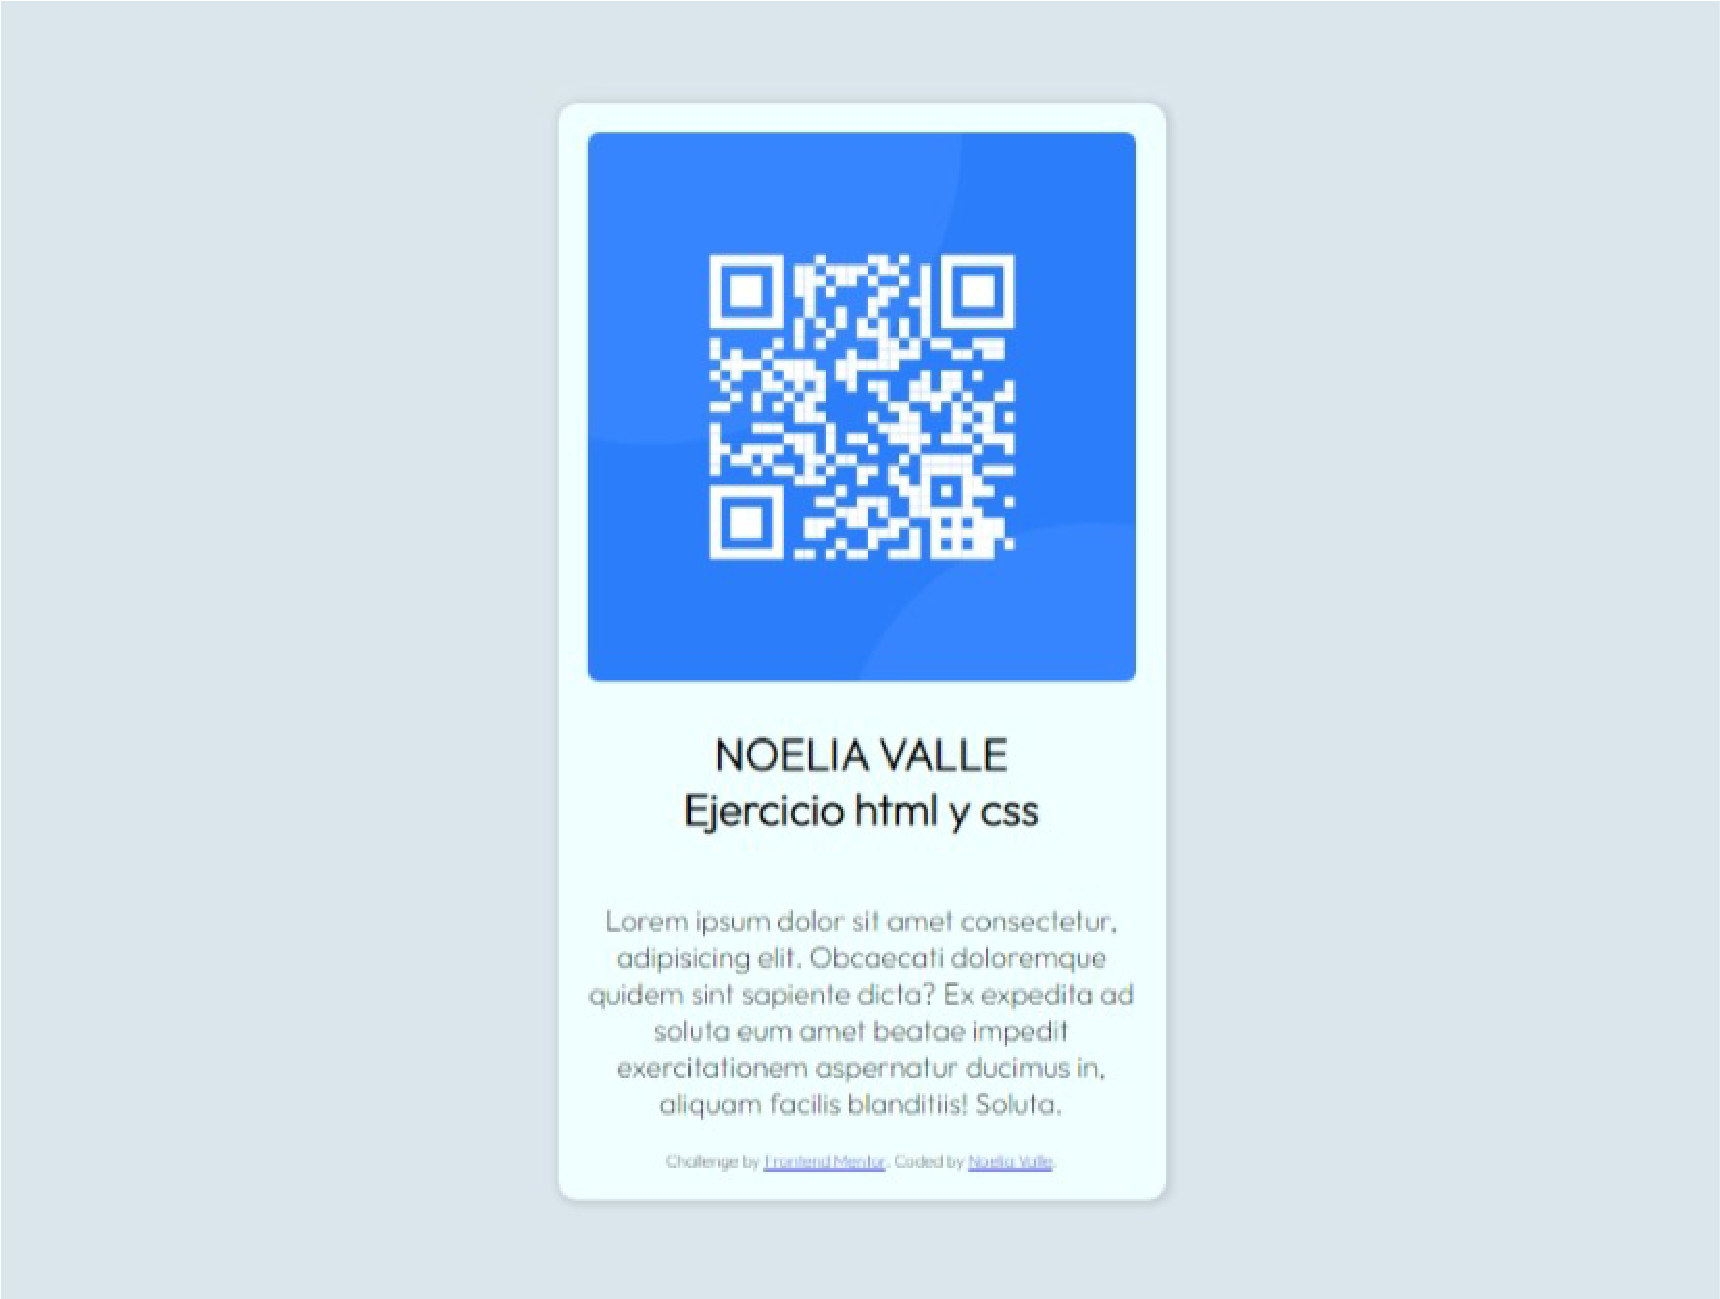 NOELIA VALLE
Ejercicio html y css
Lorem ipsum dolor sit amet consectetur,
adipisicing elit. Obcaecati doloremque
quidem sint sapiente dicta? Ex expedita ad
soluta eum amet beatae impedit
exercitationem aspernatur ducimus in,
aliquam facilis blanditiis! Soluta.
Challenge by Frontend Mentor. Coded by Noelia Valle.